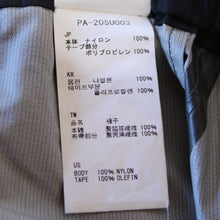 PA-20SU003
JP
本体 ナイロン 100%
テープ部分
ポリプロピレン 100%
KR
몸판 나일론 100%
테이프부분
폴리프로필렌 100%
TW
品名 褲子
本體 聚醯胺纖維 100%
布帶部分 聚丙烯纖維 100%
US
BODY 100% NYLON
TAPE 100% OLEFIN